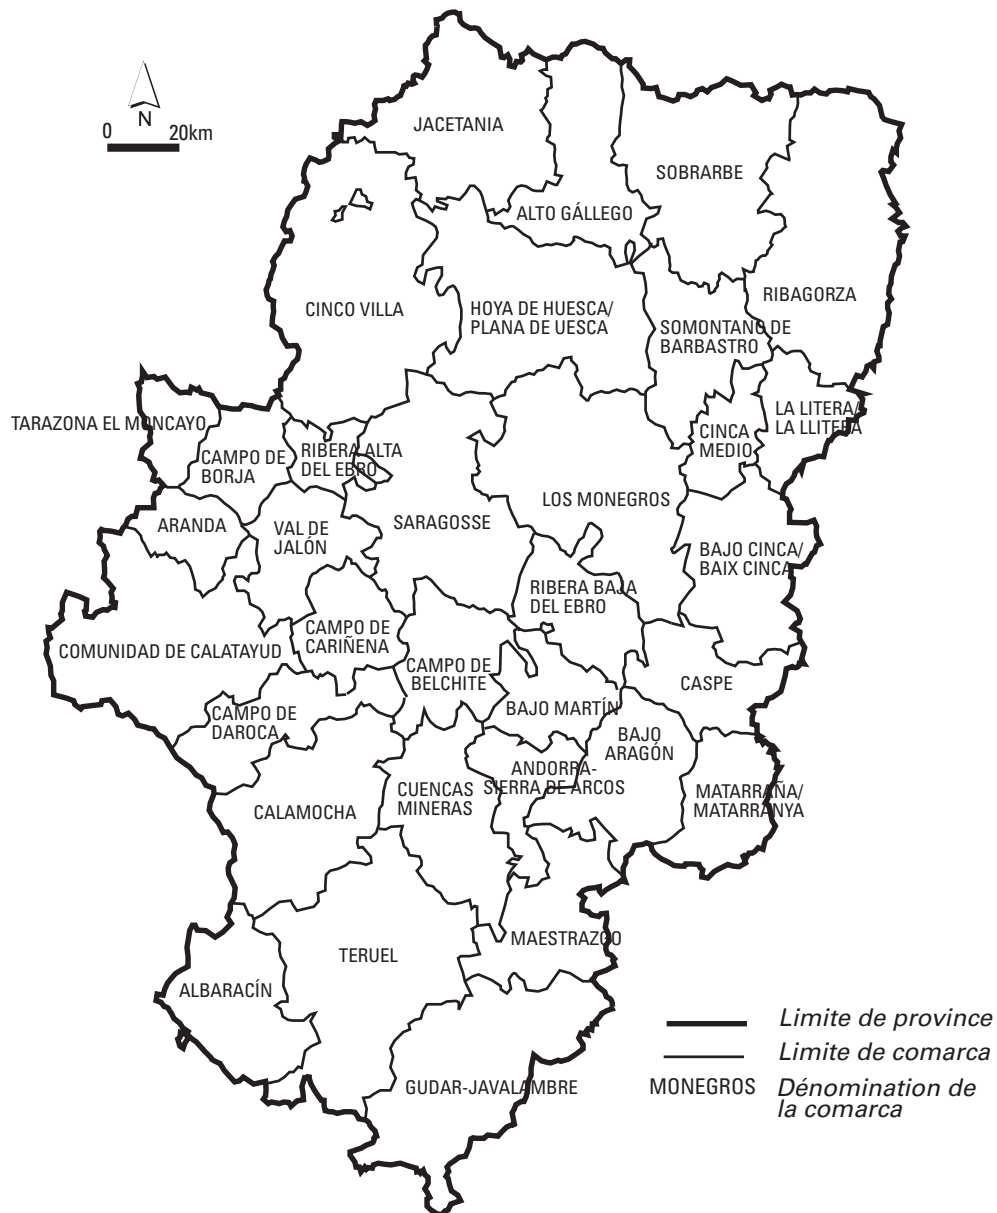 N
0 20km
JACETANIA
SOBRARBE
ALTO GÁLLEGO
RIBAGORZA
CINCO VILLA
HOYA DE HUESCA/
PLANA DE UESCA
SOMONTANO DE
BARBASTRO
TARAZONA EL MONCAYO
LA LITERA/
LA LLITERA
CAMPO DE
BORJA
RIBERA ALTA
DEL EBRO
CINCA
MEDIO
LOS MONEGROS
ARANDA
VAL DE
JALÓN
SARAGOSSE
BAJO CINCA/
BAIX CINCA
RIBERA BAJA
DEL EBRO
CAMPO DE
CARIÑENA
COMUNIDAD DE CALATAYUD
CAMPO DE
BELCHITE
CASPE
BAJO MARTÍN
CAMPO DE
DAROCA
BAJO
ARAGÓN
ANDORRA-
SIERRA DE ARCOS
CUENCAS
MINERAS
MATARRAÑA/
MATARRANYA
CALAMOCHA
MAESTRAZGO
TERUEL
ALBARACÍN
GUDAR-JAVALAMBRE
Limite de province
Limite de comarca
MONEGROS Dénomination de
la comarca